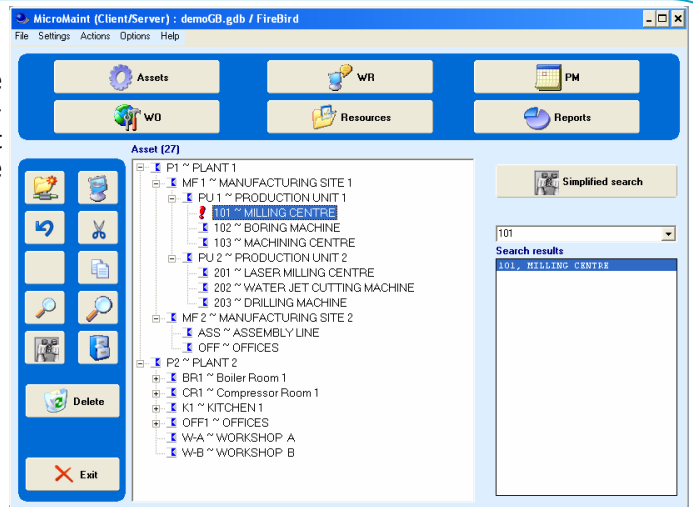 MicroMaint (Client/Server) : demoGB.gdb / FireBird
File Settings Actions Options Help
Assets
WR
PM
WO
Resources
Reports
Asset (27)
P1 ~ PLANT 1
MF 1 ~ MANUFACTURING SITE 1
PU 1 ~ PRODUCTION UNIT 1
101 ~ MILLING CENTRE
102 ~ BORING MACHINE
103 ~ MACHINING CENTRE
PU 2 ~ PRODUCTION UNIT 2
201 ~ LASER MILLING CENTRE
202 ~ WATER JET CUTTING MACHINE
203 ~ DRILLING MACHINE
MF 2 ~ MANUFACTURING SITE 2
ASS ~ ASSEMBLY LINE
OFF ~ OFFICES
P2 ~ PLANT 2
BR1 ~ Boiler Room 1
CR1 ~ Compressor Room 1
K1 ~ KITCHEN 1
OFF1 ~ OFFICES
W-A ~ WORKSHOP A
W-B ~ WORKSHOP B
Simplified search
101
Search results
101, MILLING CENTRE
Delete
Exit